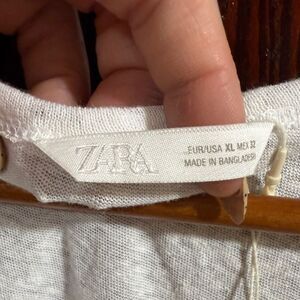 ZARA
EUR/USA XL MEX 32
MADE IN BANGLADESH